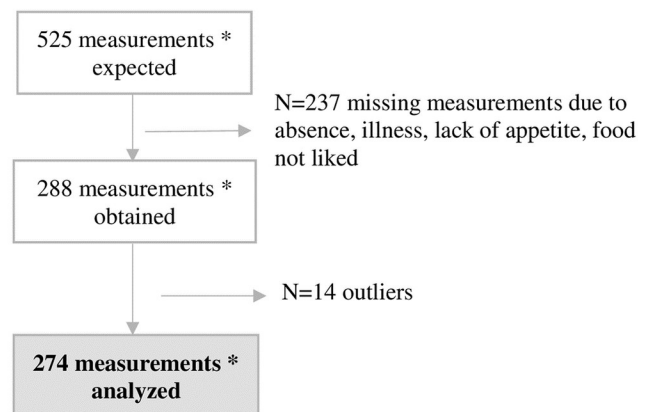 525 measurements *
expected
N=237 missing measurements due to
absence, illness, lack of appetite, food
not liked
288 measurements *
obtained
N=14 outliers
274 measurements *
analyzed